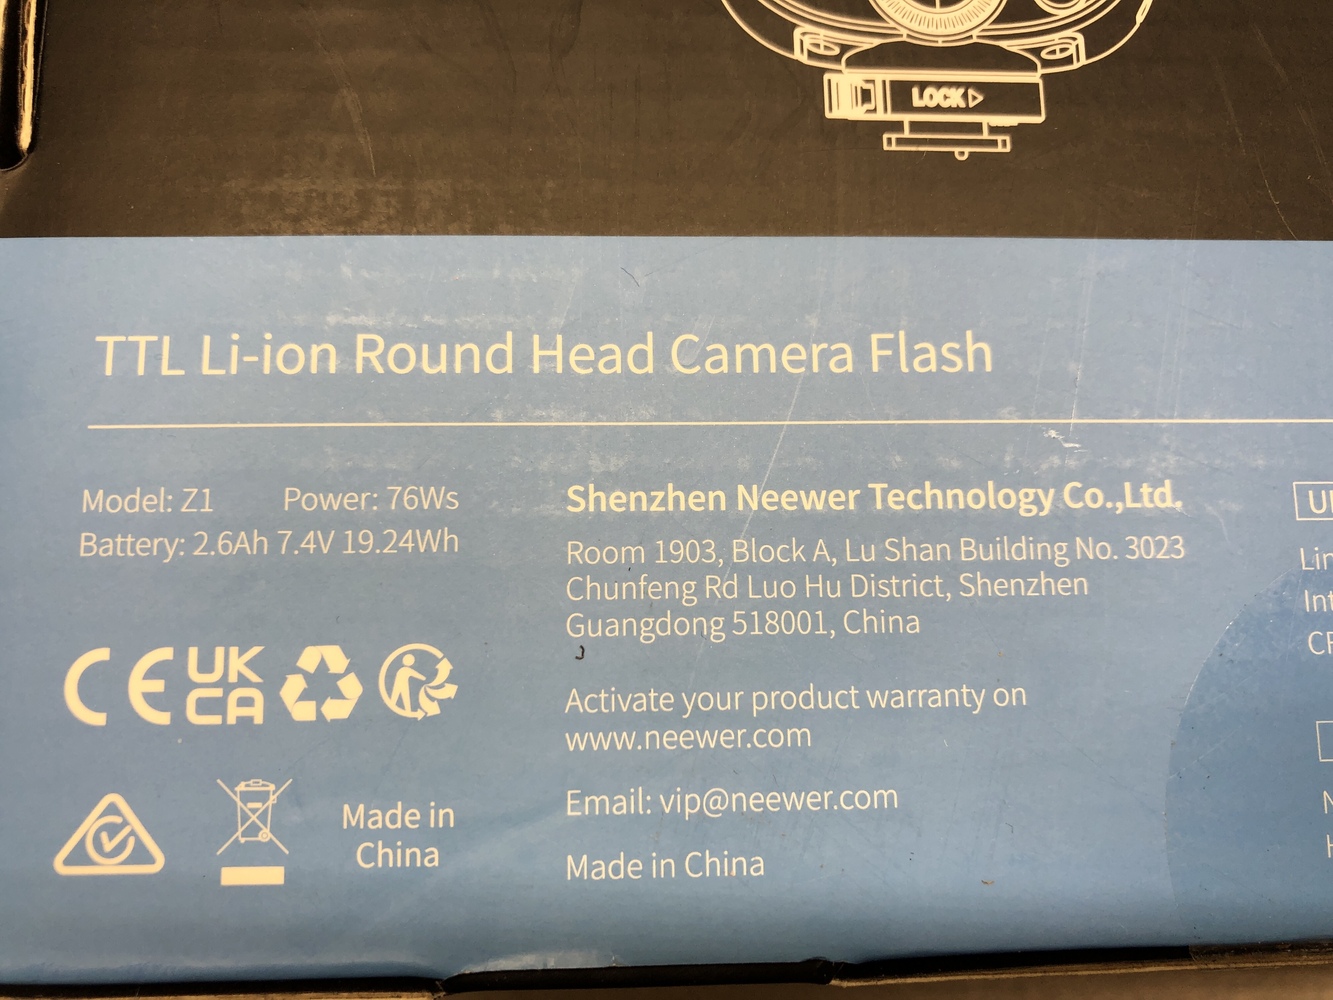 LOCK
TTL Li-ion Round Head Camera Flash
Model: Z1 Power: 76Ws
Battery: 2.6Ah 7.4V 19.24Wh
CE UK
CA
Made in
China
Shenzhen Neewer Technology Co.,Ltd.
Room 1903, Block A, Lu Shan Building No. 3023
Chunfeng Rd Luo Hu District, Shenzhen
Guangdong 518001, China
Activate your product warranty on
www.neewer.com
Email: vip@neewer.com
Made in China